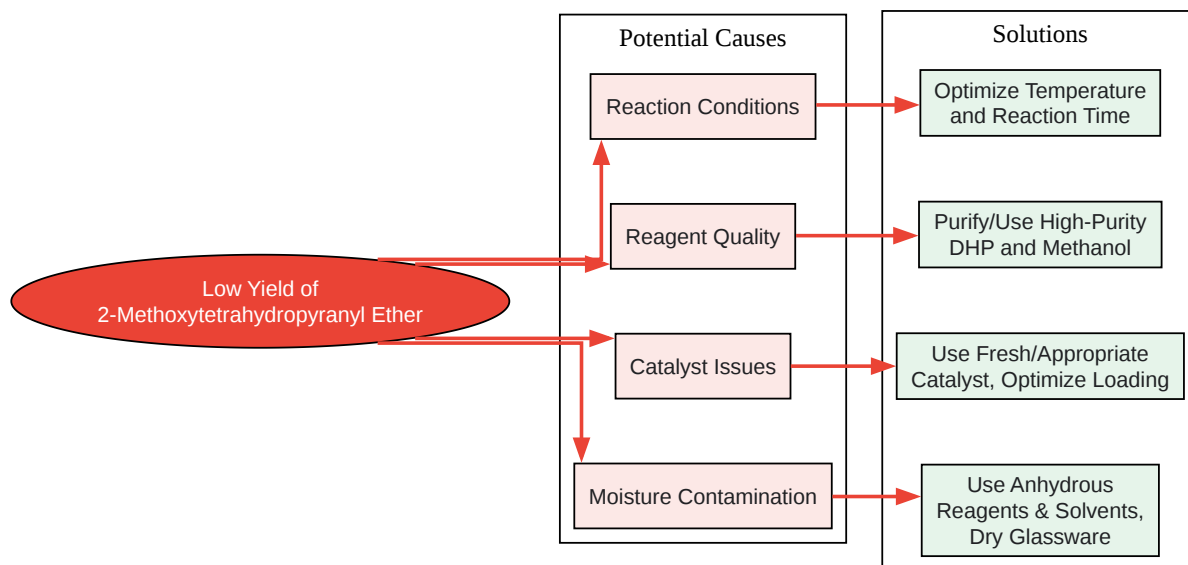 Potential Causes
Solutions
Reaction Conditions
Optimize Temperature
and Reaction Time
Reagent Quality
Purify/Use High-Purity
DHP and Methanol
Low Yield of
2-Methoxytetrahydropyranyl Ether
Catalyst Issues
Use Fresh/Appropriate
Catalyst, Optimize Loading
Moisture Contamination
Use Anhydrous
Reagents & Solvents,
Dry Glassware